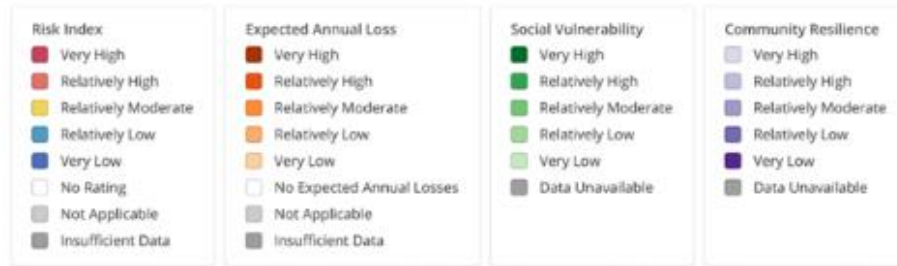 Risk Index
Very High
Relatively High
Relatively Moderate
Relatively Low
Very Low
No Rating
Not Applicable
Insufficient Data
Expected Annual Loss
Very High
Relatively High
Relatively Moderate
Relatively Low
Very Low
No Expected Annual Losses
Not Applicable
Insufficient Data
Social Vulnerability
Very High
Relatively High
Relatively Moderate
Relatively Low
Very Low
Data Unavailable
Community Resilience
Very High
Relatively High
Relatively Moderate
Relatively Low
Very Low
Data Unavailable